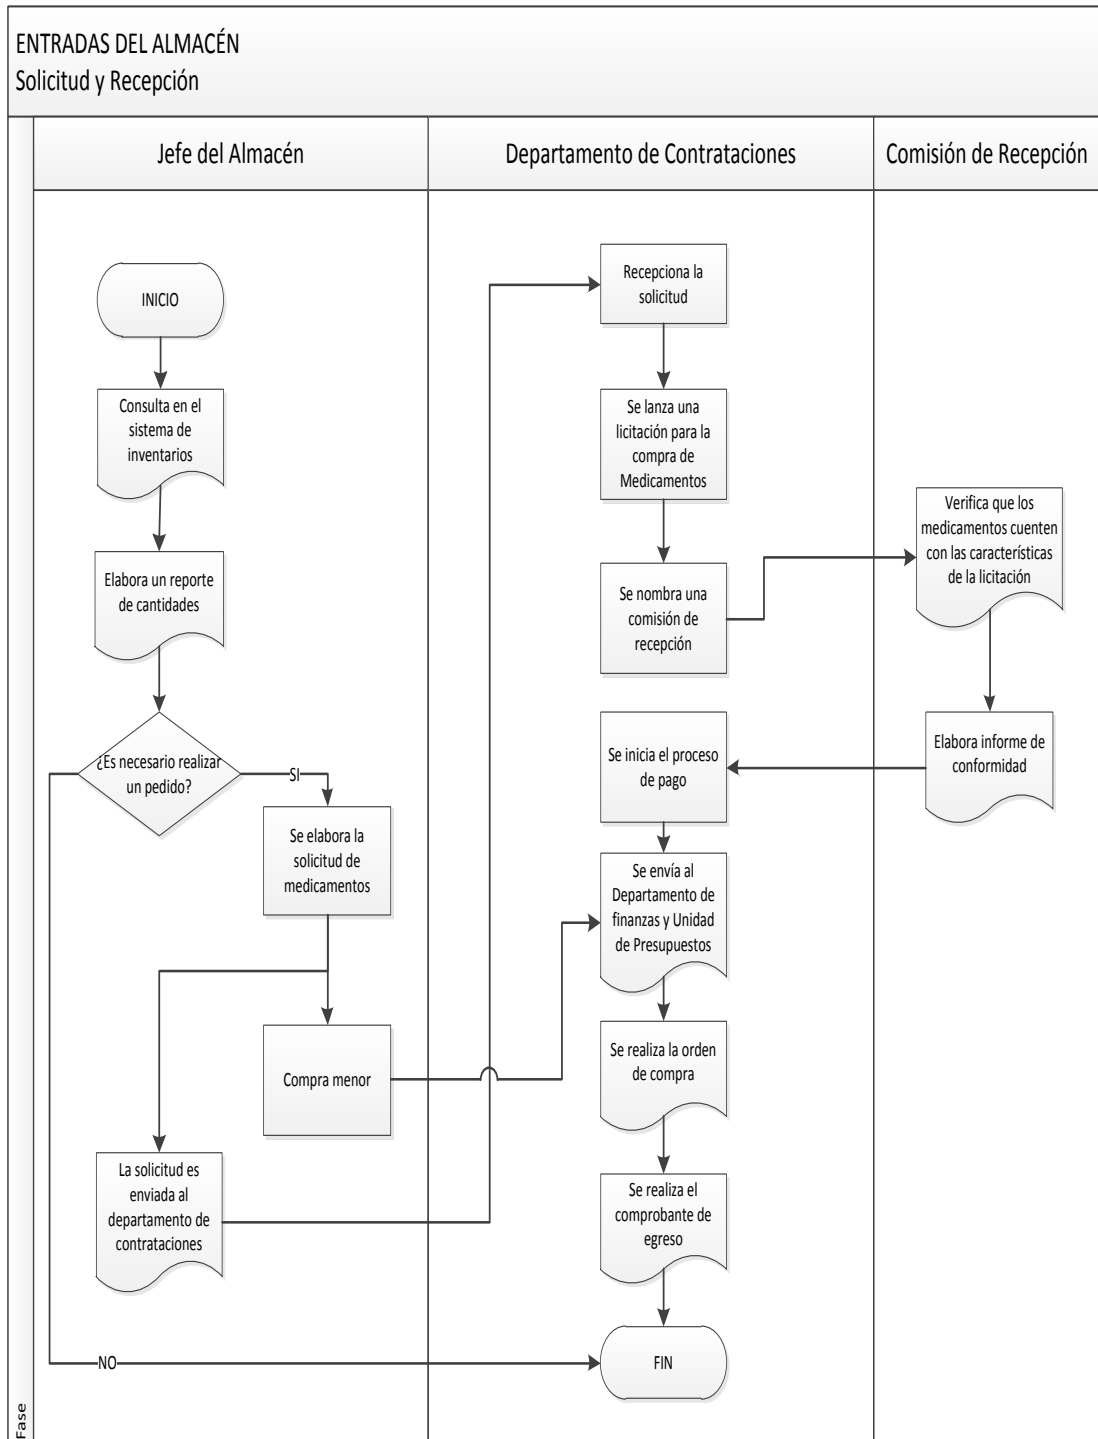 ENTRADAS DEL ALMACÉN
Solicitud y Recepción
Jefe del Almacén
Departamento de Contrataciones
Comisión de Recepción
INICIO
Consulta en el
sistema de
inventarios
Elabora un reporte
de cantidades
¿Es necesario realizar
un pedido?
SI
NO
Se elabora la
solicitud de
medicamentos
Compra menor
La solicitud es
enviada al
departamento de
contrataciones
Recepciona la
solicitud
Se lanza una
licitación para la
compra de
Medicamentos
Se nombra una
comisión de
recepción
Verifica que los
medicamentos cuenten
con las características
de la licitación
Elabora informe de
conformidad
Se inicia el proceso
de pago
Se envía al
Departamento de
finanzas y Unidad
de Presupuestos
Se realiza la orden
de compra
Se realiza el
comprobante de
egreso
FIN
Fase